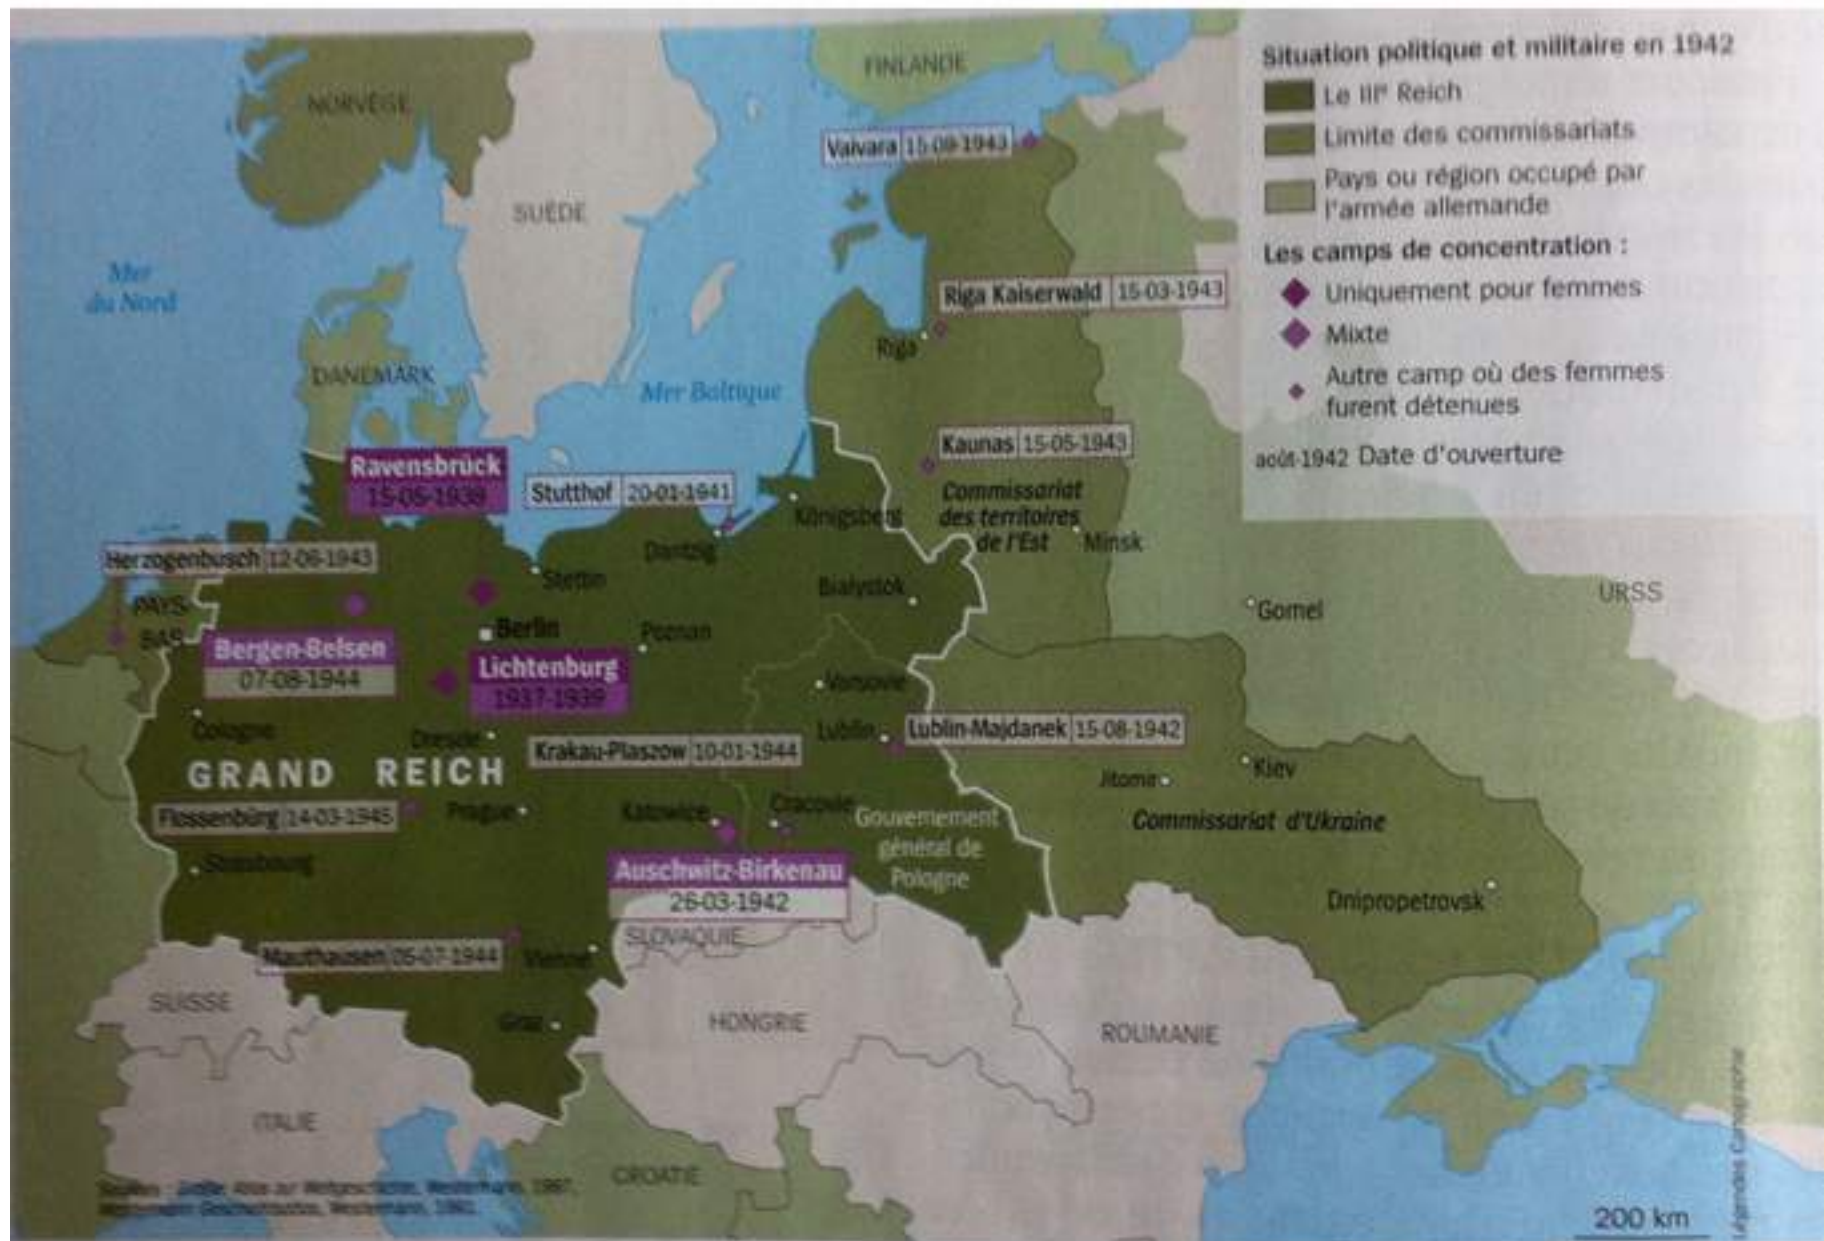 Situation politique et militaire en 1942
Le IIIe Reich
Limite des commissariats
Pays ou région occupé par
l'armée allemande
Les camps de concentration :
Uniquement pour femmes
Mixte
Autre camp où des femmes
furent détenues
août-1942 Date d'ouverture
FINLANDE
NORVÈGE
SUÈDE
Vaivara 15-09-1943
Mer
du Nord
Riga Kaiserwald 15-03-1943
Riga
DANEMARK
Mer Baltique
Kaunas 15-05-1943
Ravensbrück
15-05-1939
Stutthof 20-01-1941
Commissariat
des territoires
de l'Est
Königsberg
Minsk
Dantzig
Herzogenbusch 12-06-1943
Stettin
Bialystok
URSS
PAYS-
BAS
Gomel
Berlin
Poznan
Bergen-Belsen
07-08-1944
Lichtenburg
1937-1939
Varsovie
Cologne
Dresde
Lublin
Lublin-Majdanek 15-08-1942
Krakau-Plaszow 10-01-1944
GRAND REICH
Jitomir
Kiev
Flossenbürg 14-03-1945
Prague
Katowice
Cracovie
Gouvernement
général de
Pologne
Commissariat d'Ukraine
Strasbourg
Auschwitz-Birkenau
26-03-1942
Dnipropetrovsk
SLOVAQUIE
Mauthausen 05-07-1944
Vienne
SUISSE
Graz
HONGRIE
ROUMANIE
ITALIE
CROATIE
Légendes Cartographie
200 km